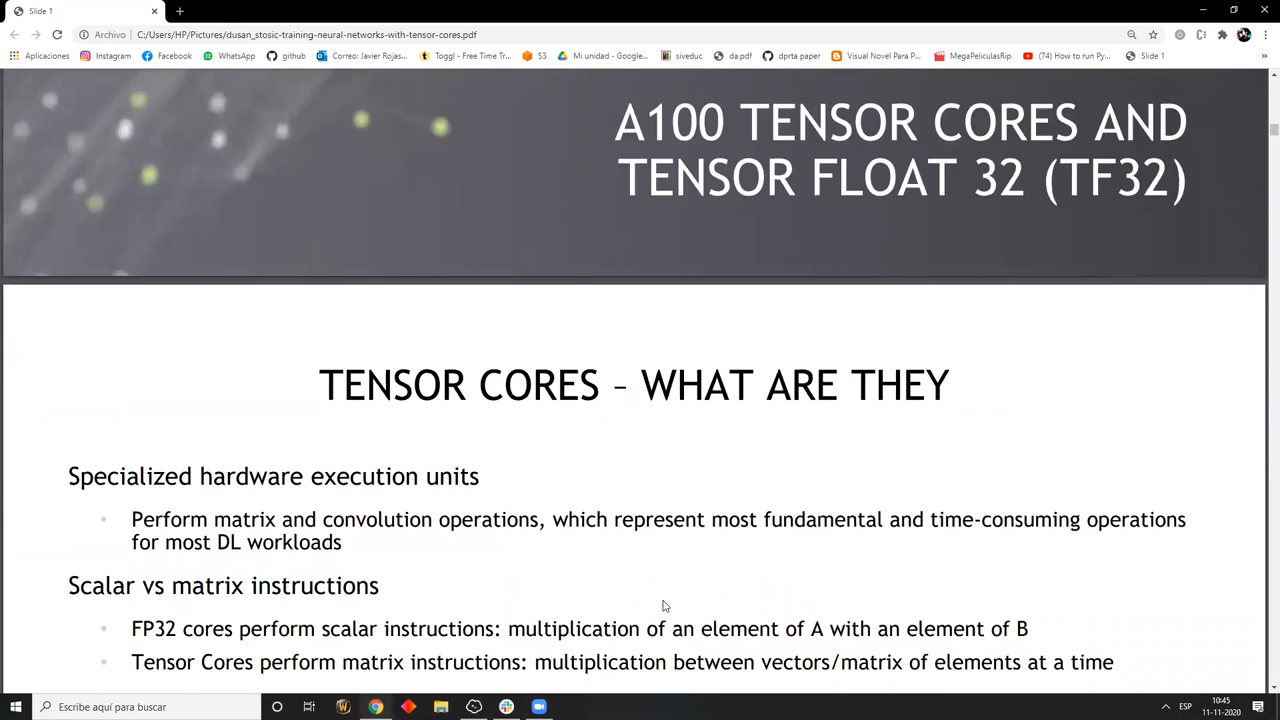 Slide 1
Archivo | C:/Users/HP/Pictures/dusan_stosic-training-neural-networks-with-tensor-cores.pdf
Aplicaciones Instagram Facebook WhatsApp github Correo: Javier Rojas... Toggl - Free Time Tr... S3 Mi unidad - Google... siveduc da.pdf dprta paper Visual Novel Para P... MegaPeliculasRip (74) How to run Py... Slide 1 »
A100 TENSOR CORES AND
TENSOR FLOAT 32 (TF32)
TENSOR CORES – WHAT ARE THEY
Specialized hardware execution units
• Perform matrix and convolution operations, which represent most fundamental and time-consuming operations
for most DL workloads
Scalar vs matrix instructions
• FP32 cores perform scalar instructions: multiplication of an element of A with an element of B
• Tensor Cores perform matrix instructions: multiplication between vectors/matrix of elements at a time
Escribe aquí para buscar
ESP
10:45
11-11-2020